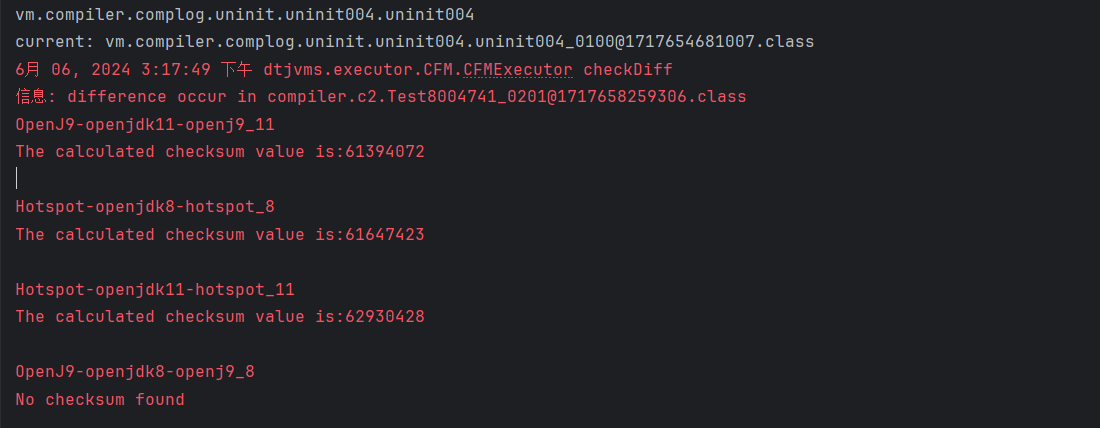 vm.compiler.complog.uninit.uninit004.uninit004
current: vm.compiler.complog.uninit.uninit004.uninit004_0100@1717654681007.class
6月 06, 2024 3:17:49 下午 dtjvms.executor.CFM.CFMExecutor checkDiff
信息: difference occur in compiler.c2.Test8004741_0201@1717658259306.class
OpenJ9-openjdk11-openj9_11
The calculated checksum value is:61394072
Hotspot-openjdk8-hotspot_8
The calculated checksum value is:61647423
Hotspot-openjdk11-hotspot_11
The calculated checksum value is:62930428
OpenJ9-openjdk8-openj9_8
No checksum found